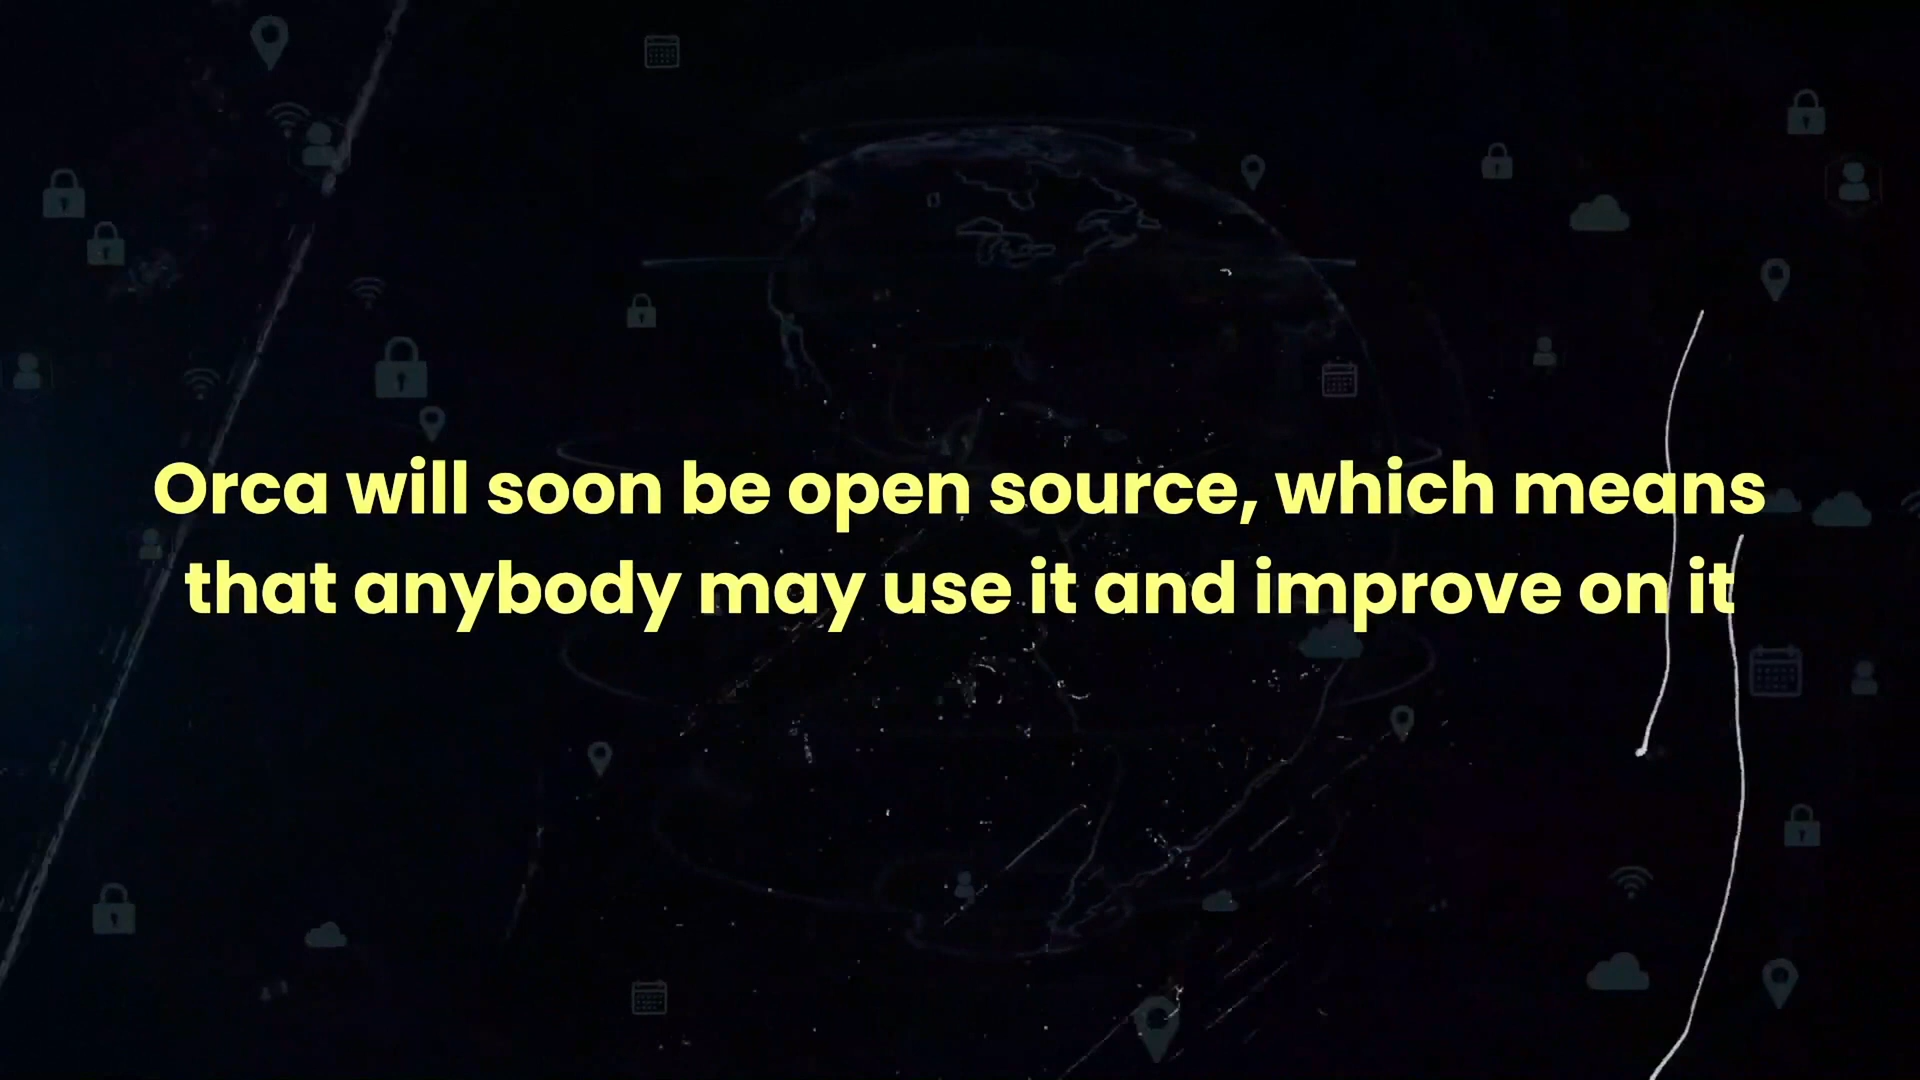 Orca will soon be open source, which means
that anybody may use it and improve on it